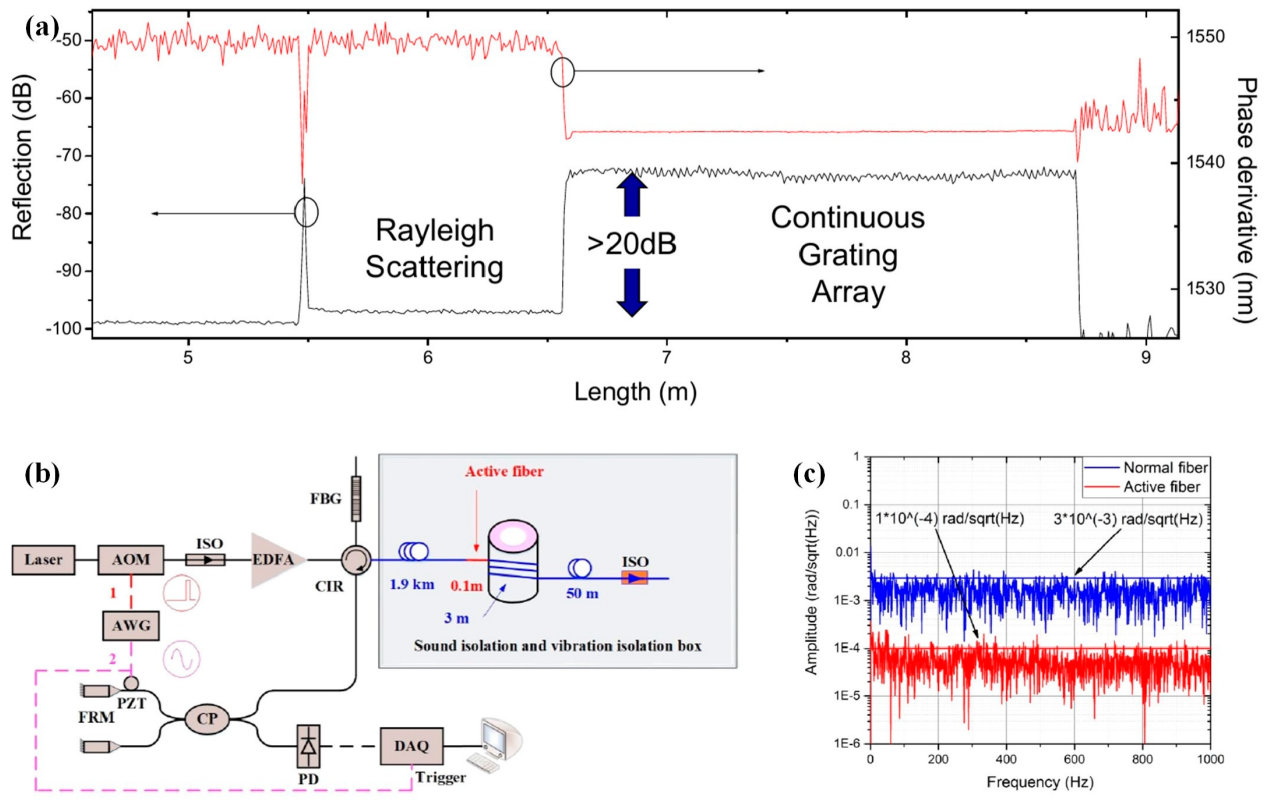 (a)
-50
-60
-70
-80
-90
-100
Reflection (dB)
1550
1540
1530
Phase derivative (nm)
Rayleigh
Scattering
>20dB
Continuous
Grating
Array
5
6
7
8
9
Length (m)
(b)
Active fiber
FBG
ISO
Laser
AOM
EDFA
CIR
1.9 km
0.1m
ISO
50 m
3 m
Sound isolation and vibration isolation box
1
AWG
2
PZT
FRM
CP
PD
DAQ
Trigger
(c)
1
0.1
0.01
1E-3
1E-4
1E-5
1E-6
Amplitude (rad/sqrt(Hz))
Normal fiber
Active fiber
1*10^(-4) rad/sqrt(Hz)
3*10^(-3) rad/sqrt(Hz)
0
200
400
600
800
1000
Frequency (Hz)